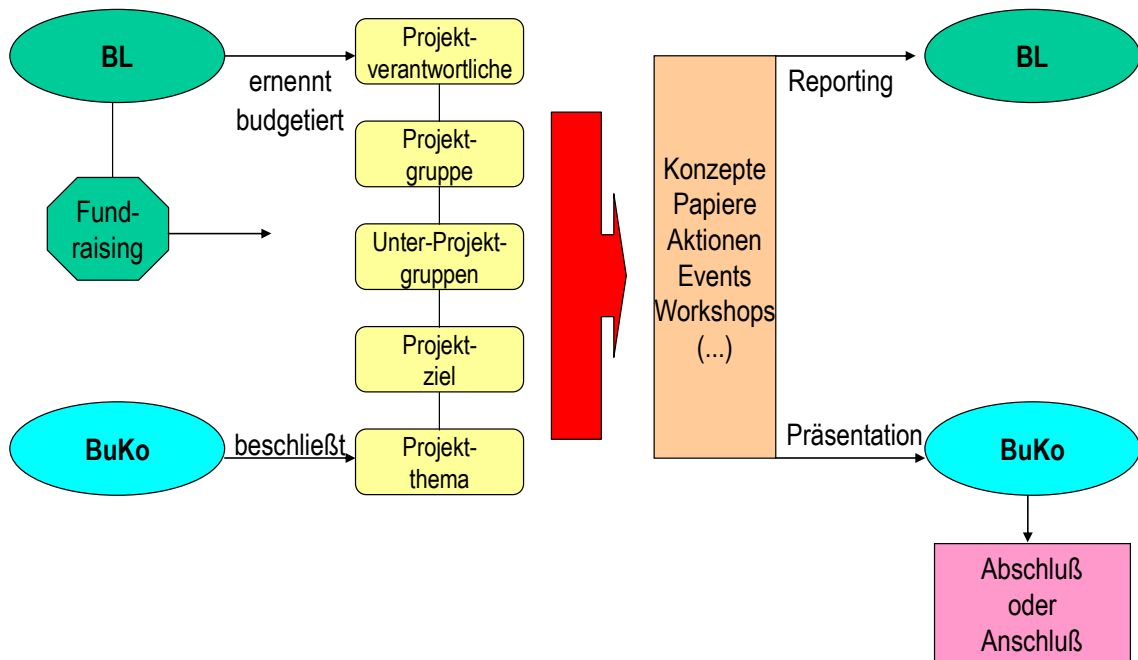 BL
ernennt
budgetiert
Fund-
raising
BuKo
beschließt
Projekt-
verantwortliche
Projekt-
gruppe
Unter-Projekt-
gruppen
Projekt-
ziel
Projekt-
thema
Konzepte
Papiere
Aktionen
Events
Workshops
(...)
Reporting
BL
Präsentation
BuKo
Abschluß
oder
Anschluß